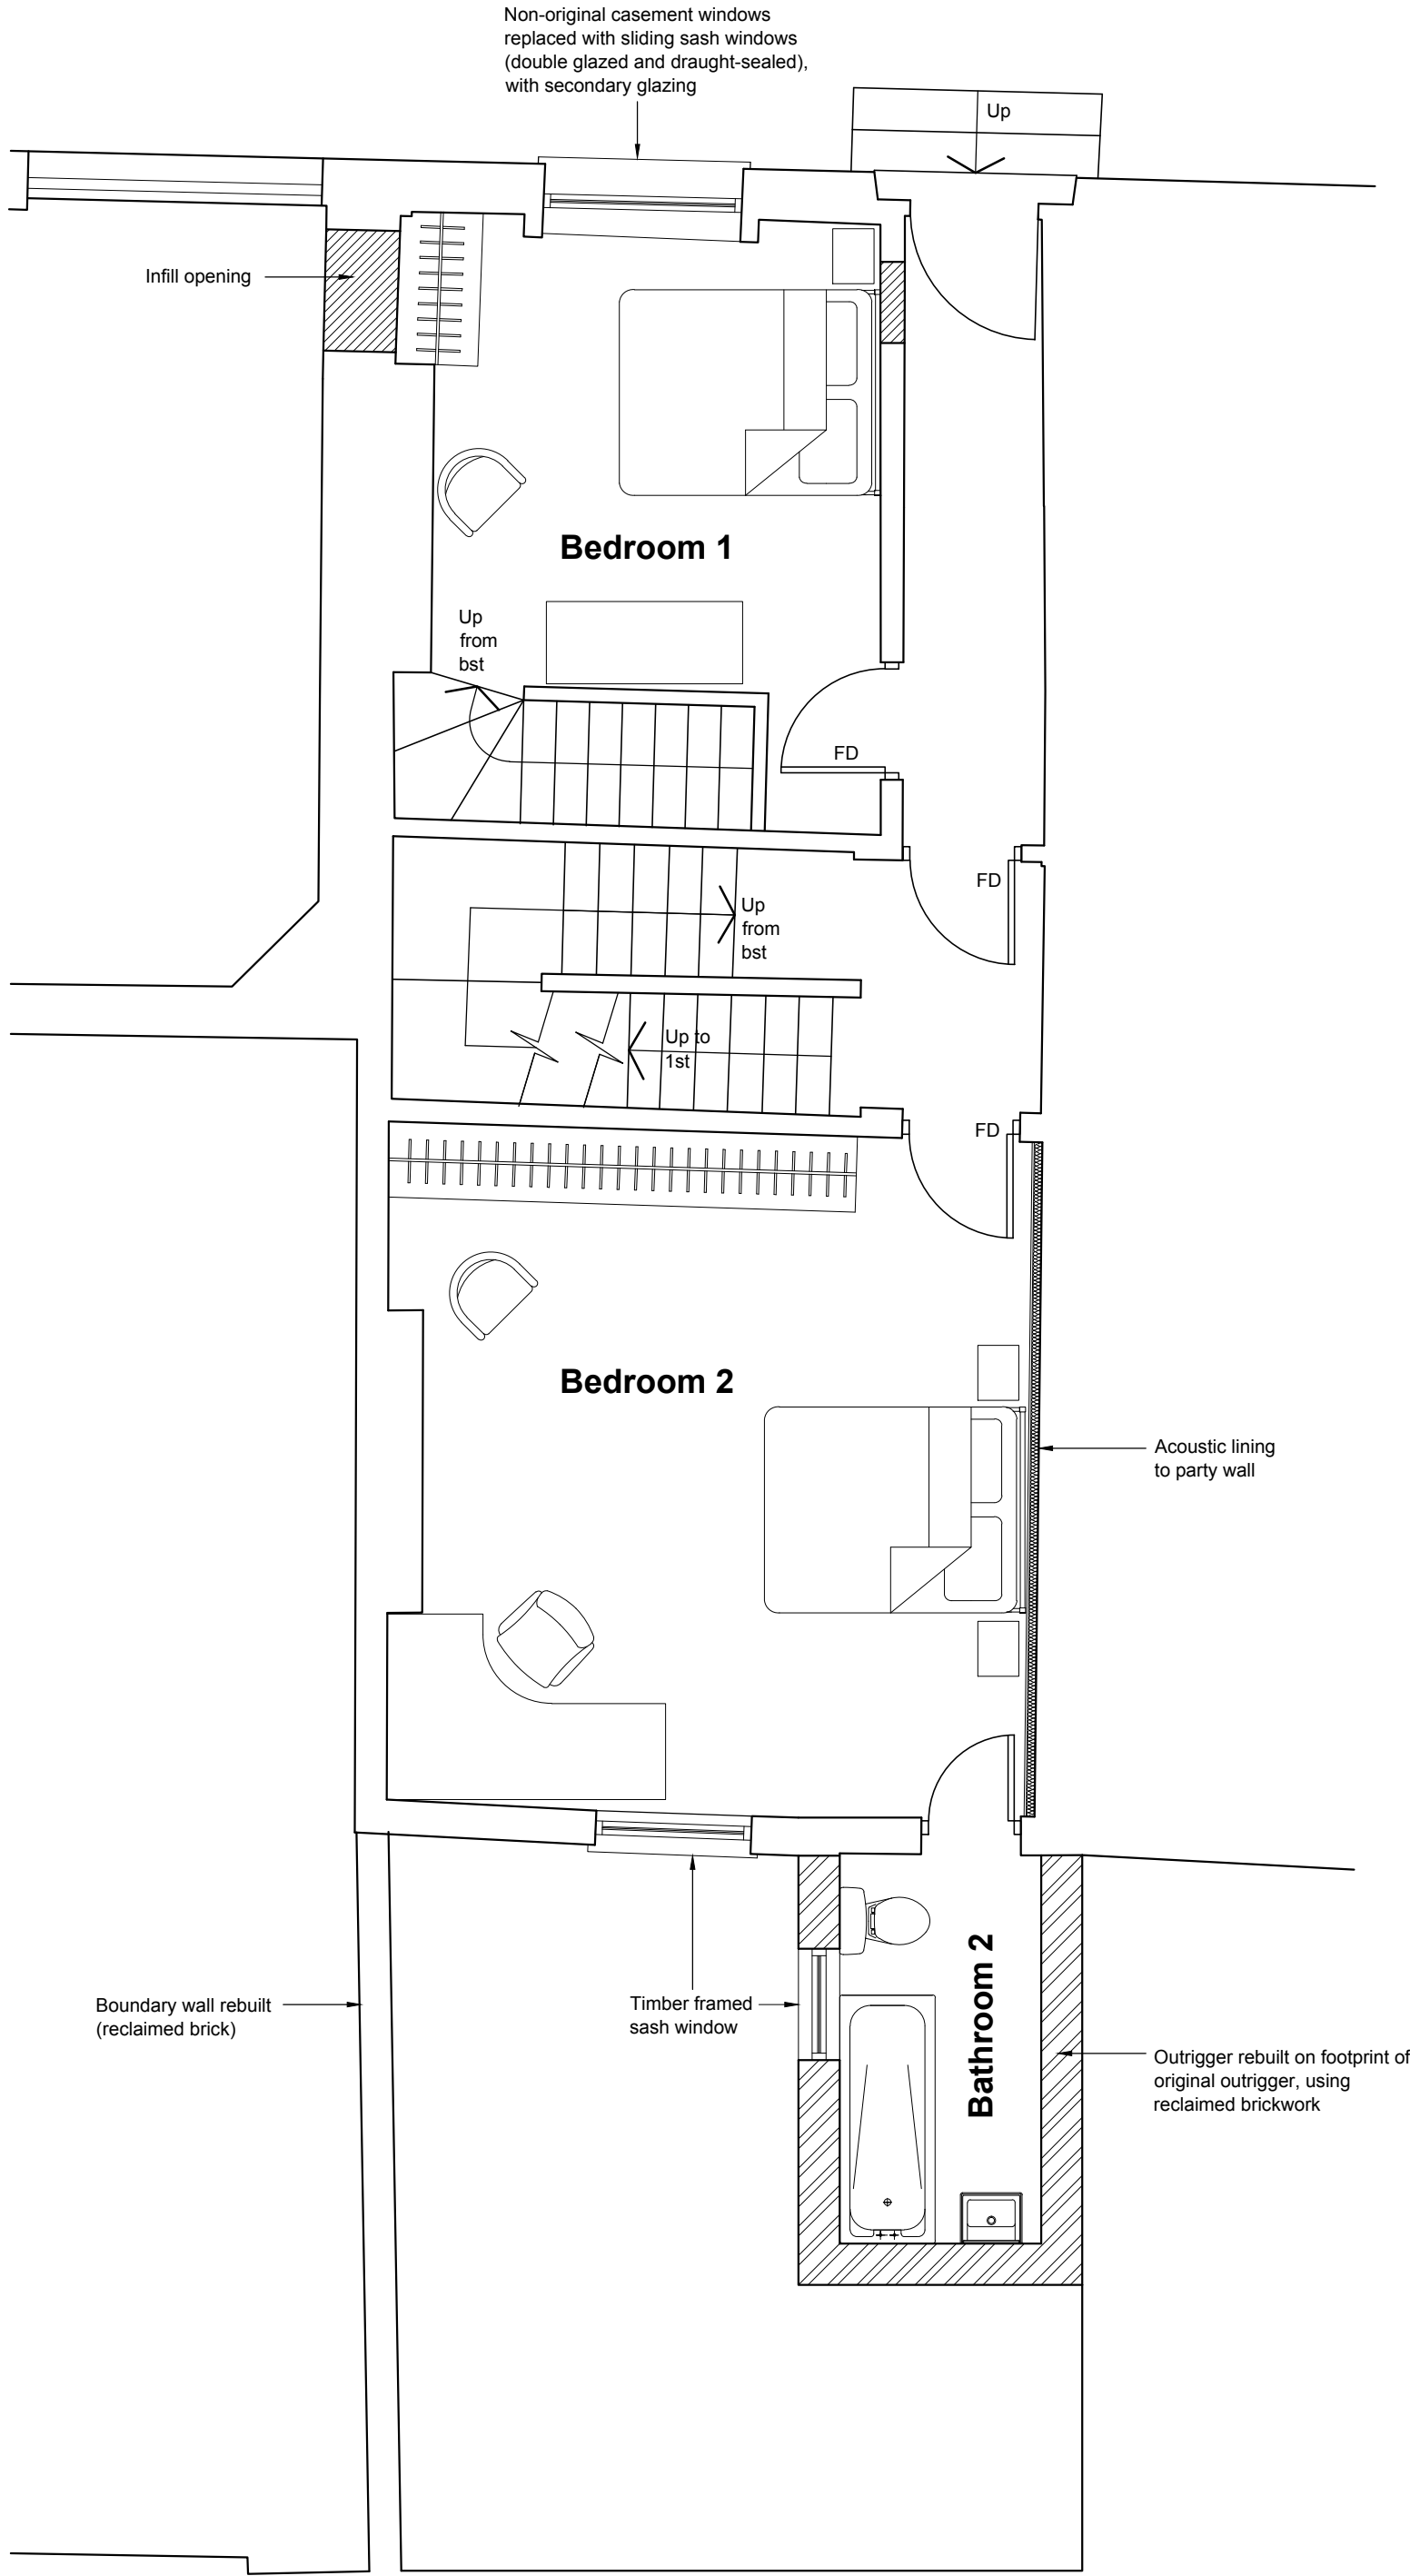 Non-original casement windows
replaced with sliding sash windows
(double glazed and draught-sealed),
with secondary glazing
Up
Infill opening
Bedroom 1
Up
from
bst
FD
FD
Up
from
bst
Up to
1st
FD
Bedroom 2
Acoustic lining
to party wall
Bathroom 2
Boundary wall rebuilt
(reclaimed brick)
Timber framed
sash window
Outrigger rebuilt on footprint of
original outrigger, using
reclaimed brickwork